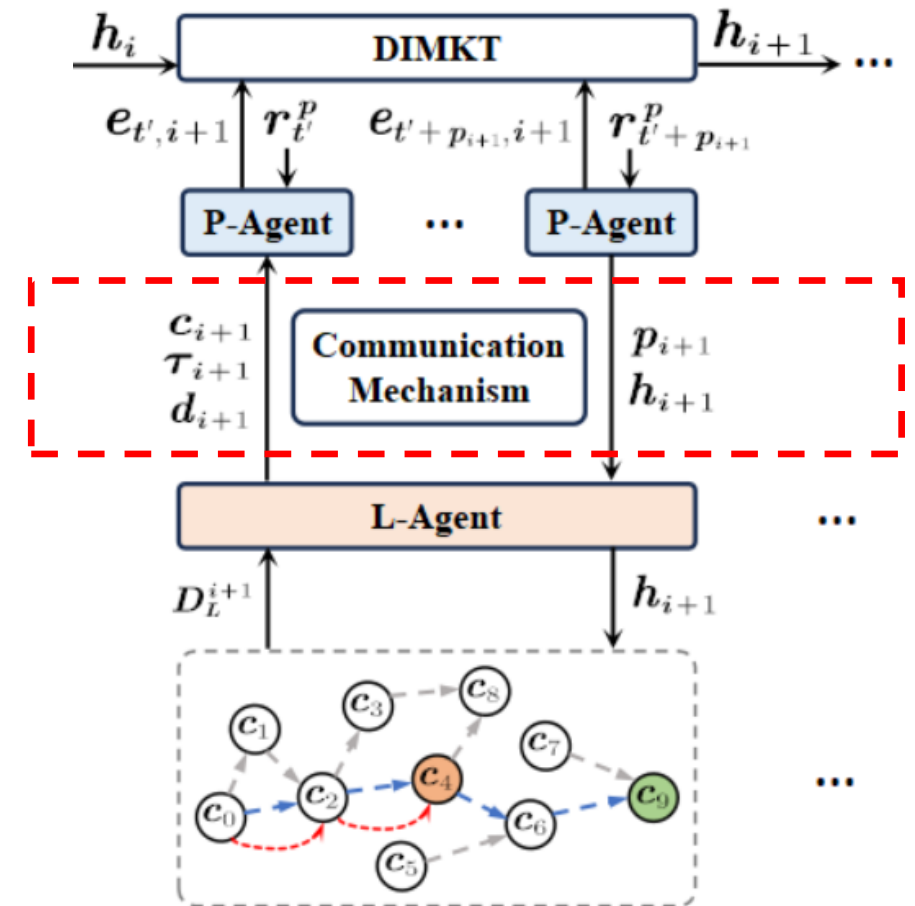 h_i DIMKT h_{i+1} ...
e_{t',i+1} r^p_{t'} e_{t'+p_{i+1},i+1} r^p_{t'+p_{i+1}}
P-Agent ... P-Agent
c_{i+1}
τ_{i+1}
d_{i+1}
Communication
Mechanism
p_{i+1}
h_{i+1}
L-Agent ...
D_L^{i+1} h_{i+1}
c_8
c_3
c_1
c_7
c_4
c_2
c_9
c_0
c_6
...
c_5